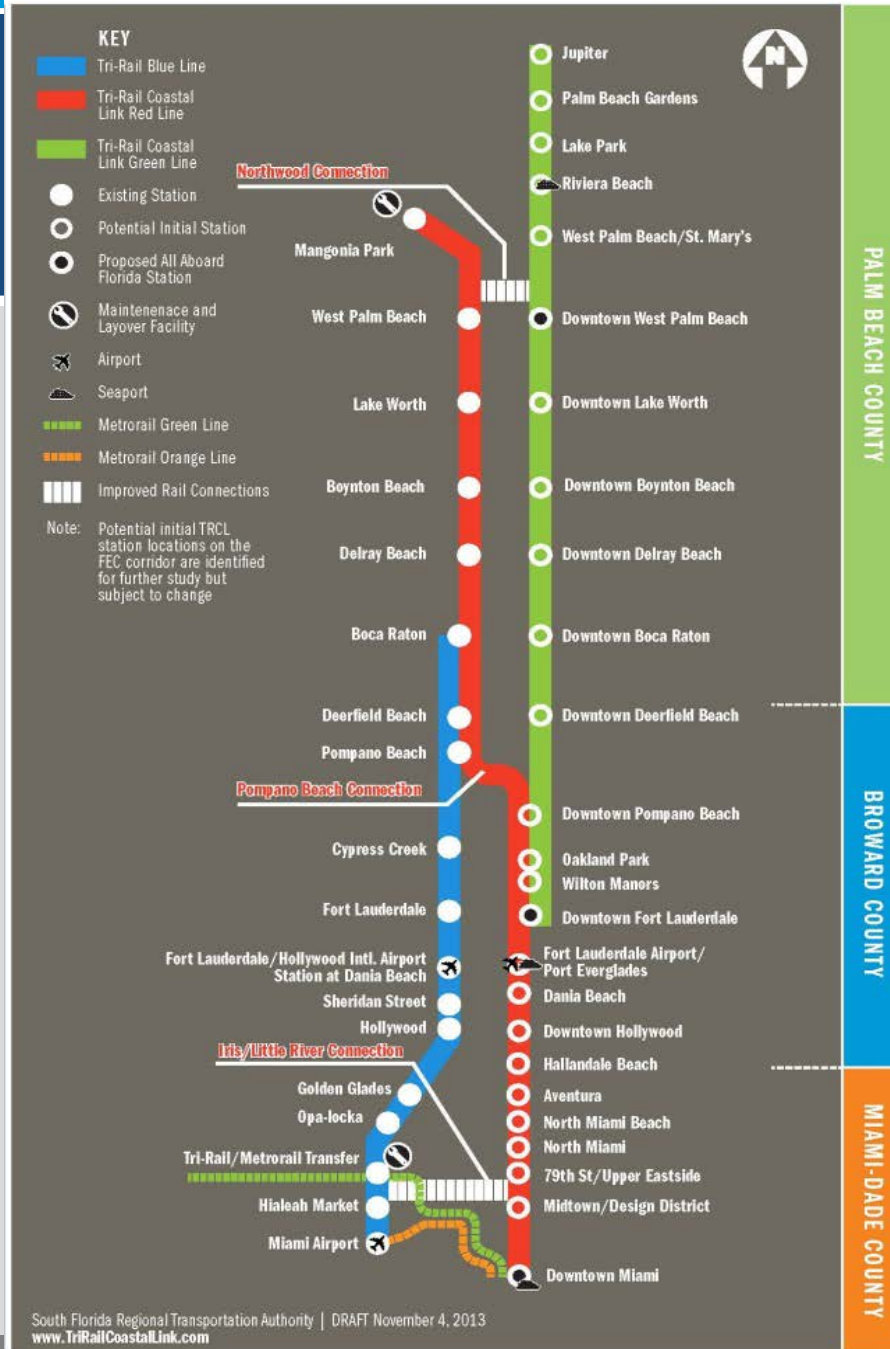 KEY
Tri-Rail Blue Line
Tri-Rail Coastal
Link Red Line
Tri-Rail Coastal
Link Green Line
Existing Station
Potential Initial Station
Proposed All Aboard
Florida Station
Maintenenace and
Layover Facility
Airport
Seaport
Metrorail Green Line
Metrorail Orange Line
Improved Rail Connections
Note:
Potential initial TRCL
station locations on the
FEC corridor are identified
for further study but
subject to change
N
Northwood Connection
Mangonia Park
West Palm Beach
Lake Worth
Boynton Beach
Delray Beach
Boca Raton
Deerfield Beach
Pompano Beach
Pompano Beach Connection
Cypress Creek
Fort Lauderdale
Fort Lauderdale/Hollywood Intl. Airport
Station at Dania Beach
Sheridan Street
Hollywood
Iris/Little River Connection
Golden Glades
Opa-locka
Tri-Rail/Metrorail Transfer
Hialeah Market
Miami Airport
Jupiter
Palm Beach Gardens
Lake Park
Riviera Beach
West Palm Beach/St. Mary's
Downtown West Palm Beach
Downtown Lake Worth
Downtown Boynton Beach
Downtown Delray Beach
Downtown Boca Raton
Downtown Deerfield Beach
Downtown Pompano Beach
Oakland Park
Wilton Manors
Downtown Fort Lauderdale
Fort Lauderdale Airport/
Port Everglades
Dania Beach
Downtown Hollywood
Hallandale Beach
Aventura
North Miami Beach
North Miami
79th St/Upper Eastside
Midtown/Design District
Downtown Miami
PALM BEACH COUNTY
BROWARD COUNTY
MIAMI-DADE COUNTY
South Florida Regional Transportation Authority | DRAFT November 4, 2013
www.TriRailCoastalLink.com